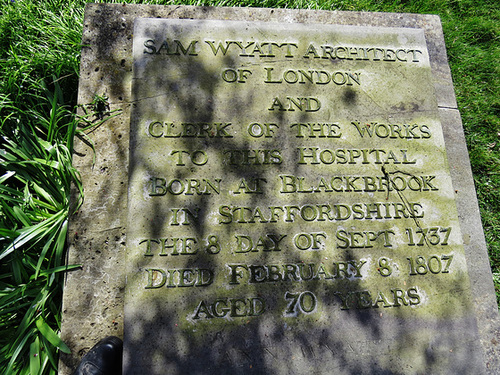 SAM WYATT ARCHITECT
OF LONDON
AND
CLERK OF THE WORKS
TO THIS HOSPITAL
BORN AT BLACKBROOK
IN STAFFORDSHIRE
THE 8 DAY OF SEPT 1737
DIED FEBRUARY 8 1807
AGED 70 YEARS